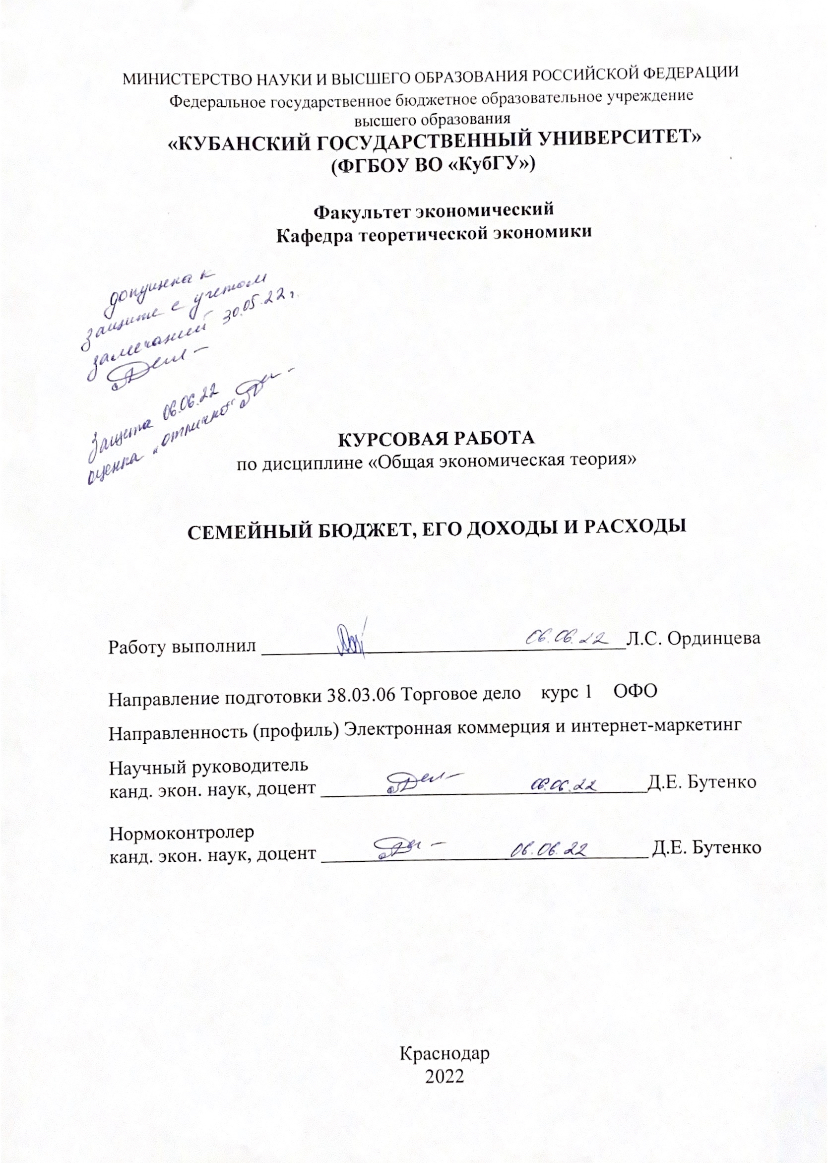 МИНИСТЕРСТВО НАУКИ И ВЫСШЕГО ОБРАЗОВАНИЯ РОССИЙСКОЙ ФЕДЕРАЦИИ
Федеральное государственное бюджетное образовательное учреждение
высшего образования
«КУБАНСКИЙ ГОСУДАРСТВЕННЫЙ УНИВЕРСИТЕТ»
(ФГБОУ ВО «КубГУ»)
Факультет экономический
Кафедра теоретической экономики
допущена к
защите с учетом
замечаний 30.05.22 г.
Защита 06.06.22
оценка „отлично"
КУРСОВАЯ РАБОТА
по дисциплине «Общая экономическая теория»
СЕМЕЙНЫЙ БЮДЖЕТ, ЕГО ДОХОДЫ И РАСХОДЫ
Работу выполнил 06.06.22 Л.С. Ординцева
Направление подготовки 38.03.06 Торговое дело курс 1 ОФО
Направленность (профиль) Электронная коммерция и интернет-маркетинг
Научный руководитель
канд. экон. наук, доцент 06.06.22 Д.Е. Бутенко
Нормоконтролер
канд. экон. наук, доцент 06.06.22 Д.Е. Бутенко
Краснодар
2022